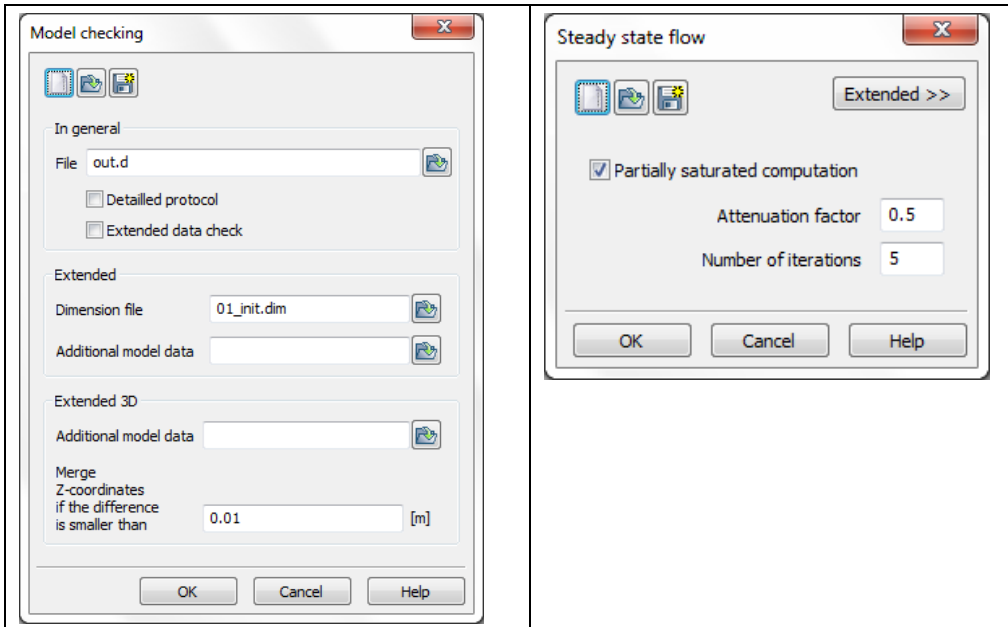 Model checking
In general
File out.d
Detailled protocol
Extended data check
Extended
Dimension file 01_init.dim
Additional model data
Extended 3D
Additional model data
Merge
Z-coordinates
if the difference
is smaller than 0.01 [m]
OK Cancel Help
Steady state flow
Extended >>
Partially saturated computation
Attenuation factor 0.5
Number of iterations 5
OK Cancel Help